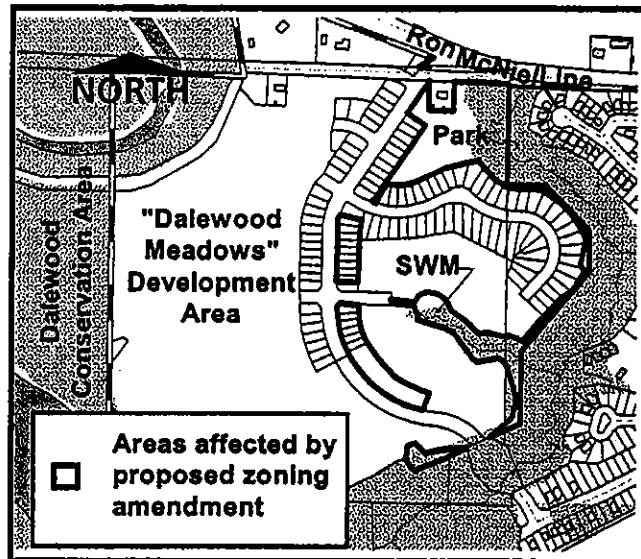 Ron McNiel Line
NORTH
Park
"Dalewood
Meadows"
Development
Area
SWM
Dalewood
Conservation Area
Areas affected by
proposed zoning
amendment